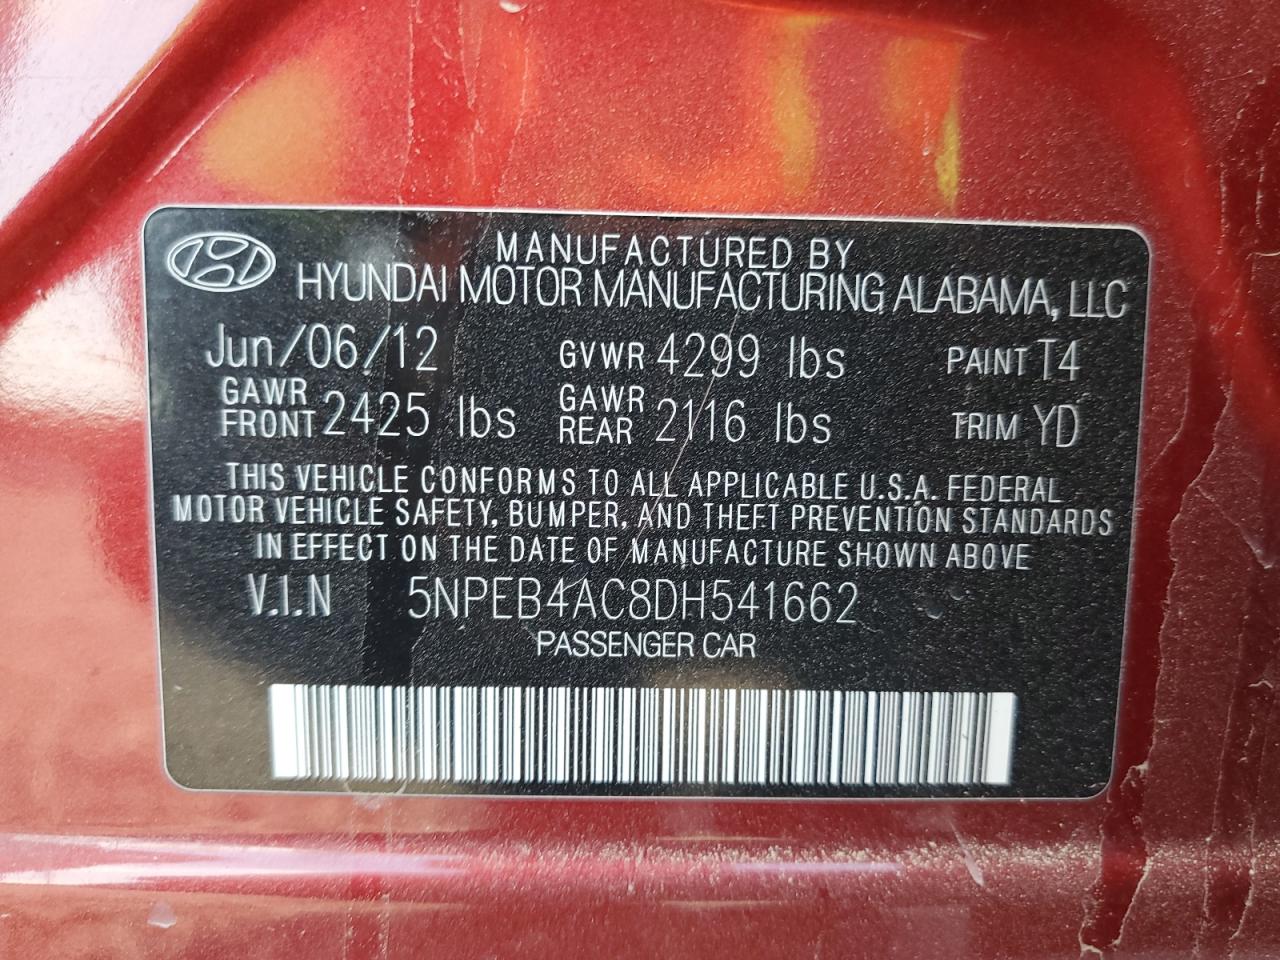 MANUFACTURED BY
HYUNDAI MOTOR MANUFACTURING ALABAMA, LLC
Jun/06/12 GVWR 4299 lbs PAINT T4
GAWR FRONT 2425 lbs GAWR REAR 2116 lbs TRIM YD
THIS VEHICLE CONFORMS TO ALL APPLICABLE U.S.A. FEDERAL
MOTOR VEHICLE SAFETY, BUMPER, AND THEFT PREVENTION STANDARDS
IN EFFECT ON THE DATE OF MANUFACTURE SHOWN ABOVE
V.I.N 5NPEB4AC8DH541662
PASSENGER CAR